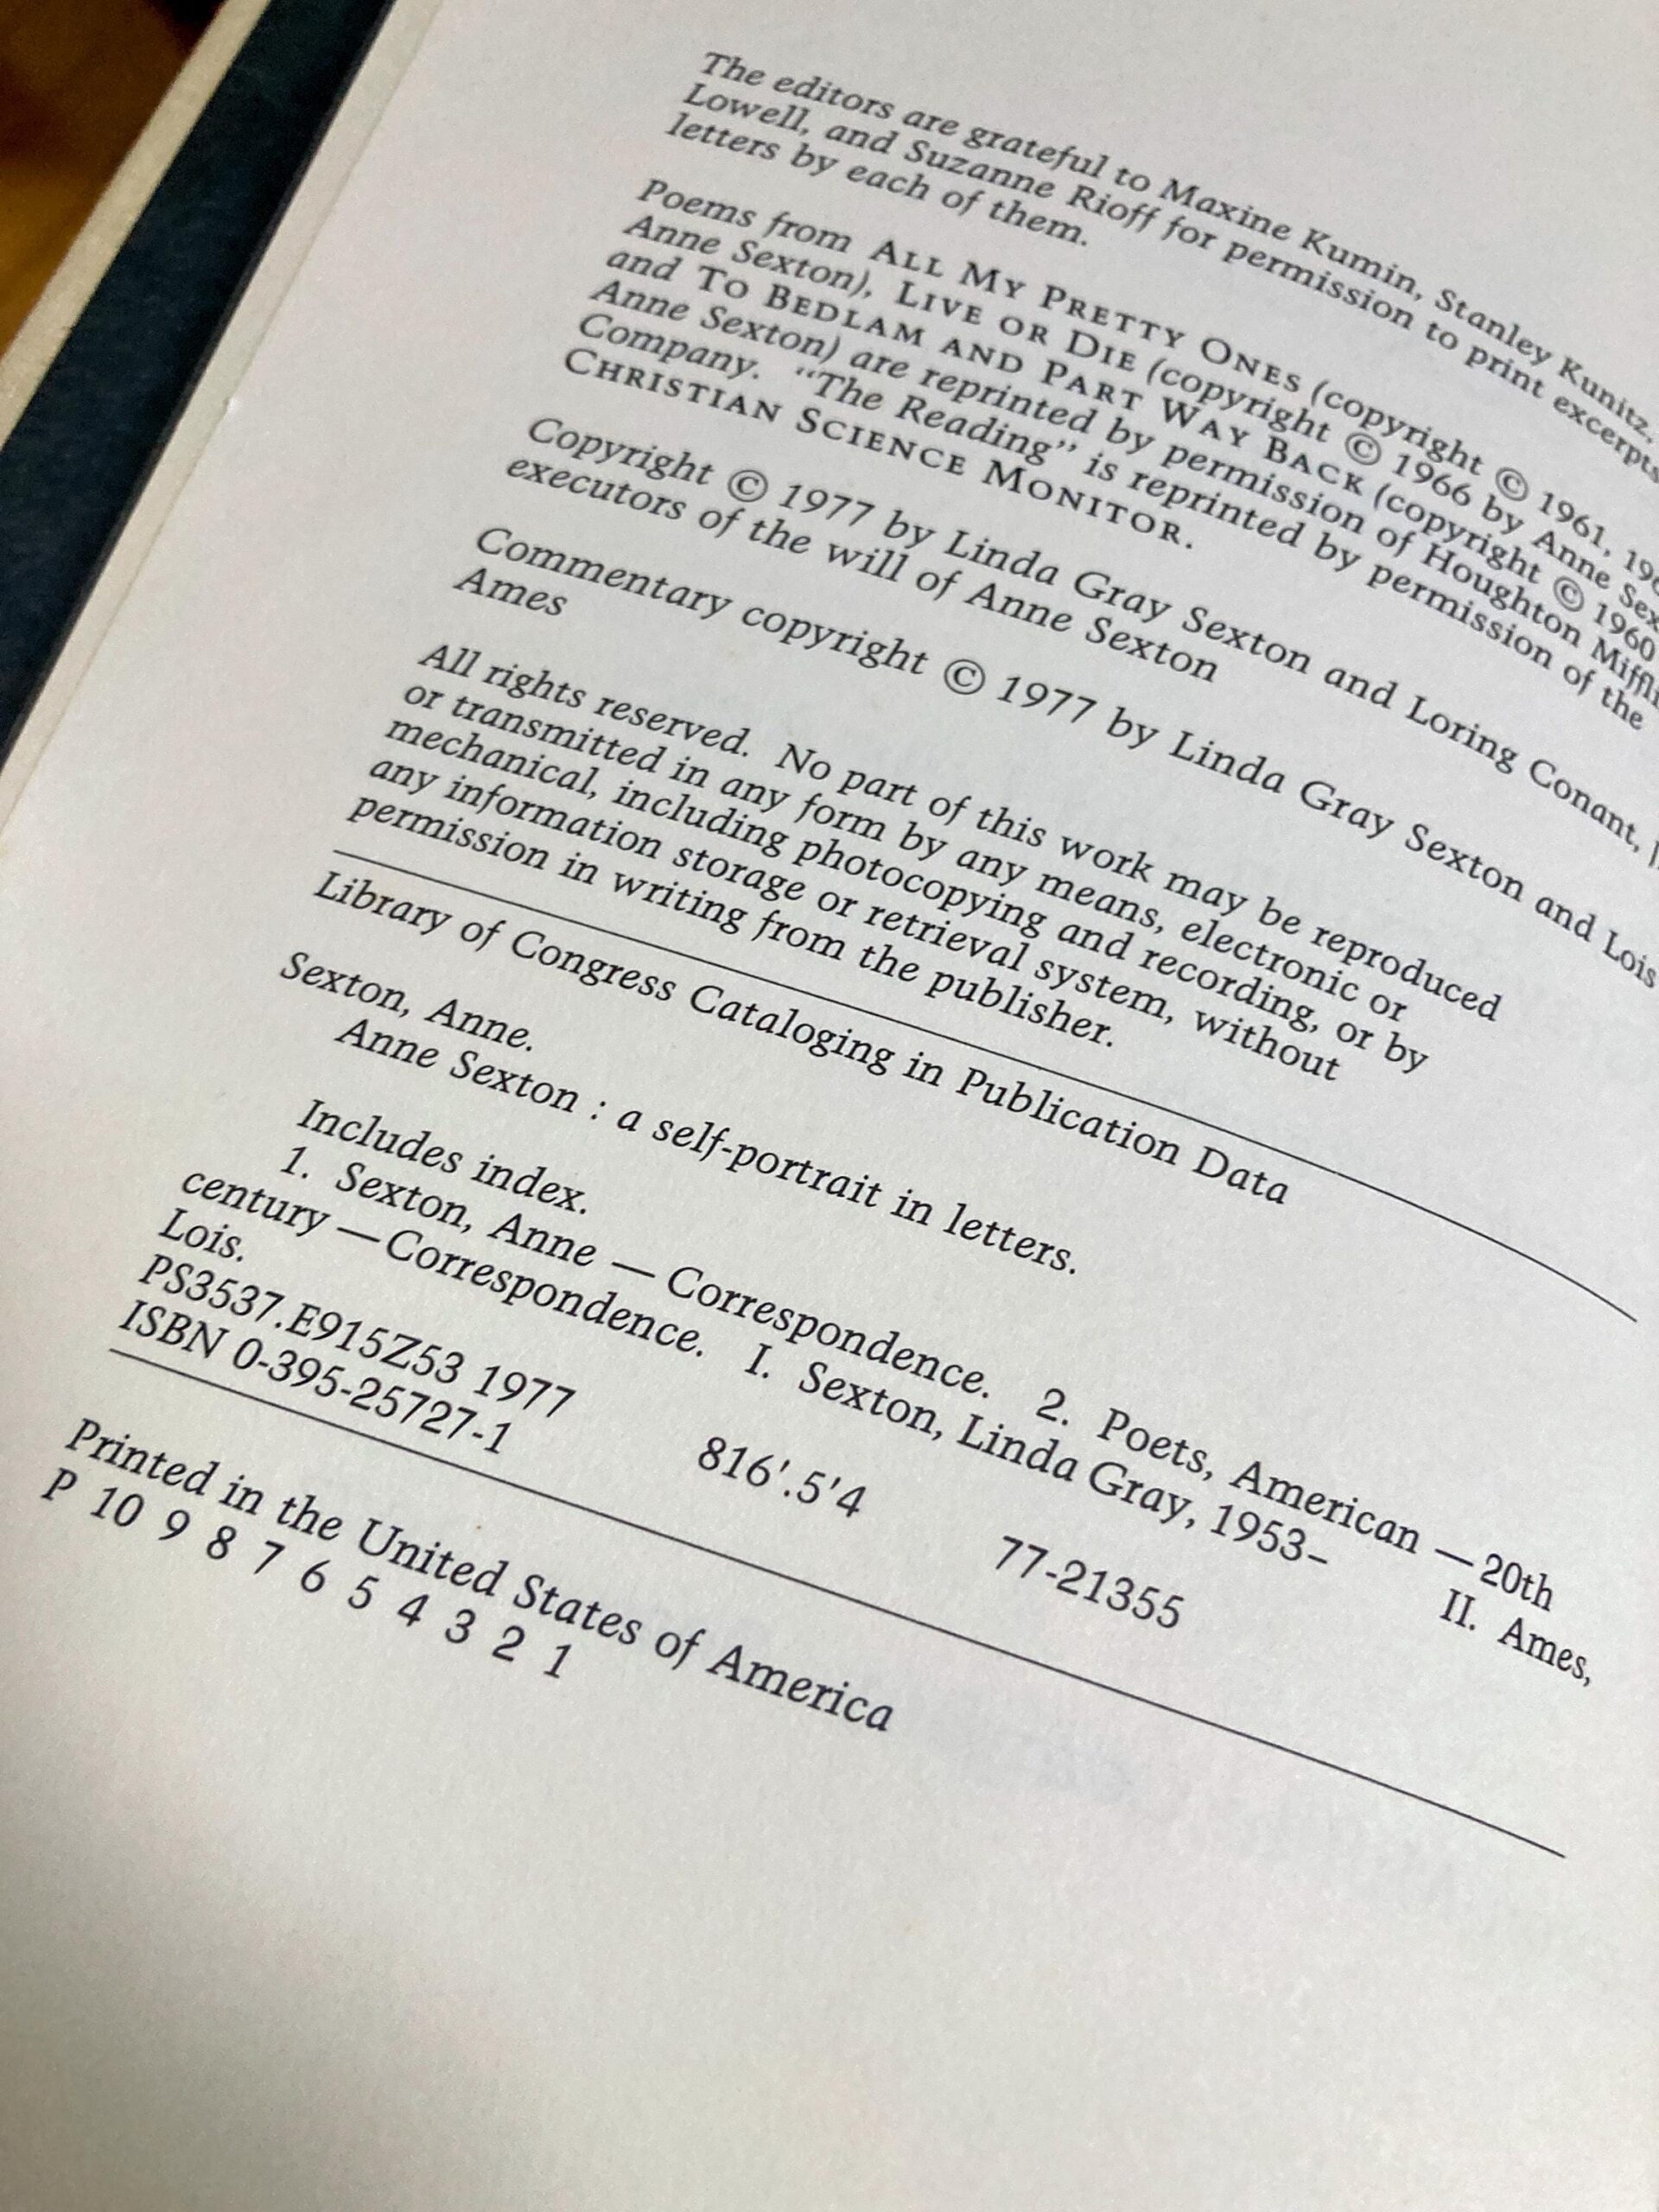 The editors are grateful to Maxine Kumin, Stanley Kunitz,
Lowell, and Suzanne Rioff for permission to print excerpts
letters by each of them.
Poems from ALL MY PRETTY ONES (copyright © 1961,
Anne Sexton), LIVE OR DIE (copyright © 1966 by Anne
and TO BEDLAM AND PART WAY BACK (copyright © 1960
Anne Sexton) are reprinted by permission of Houghton
Company. “The Reading” is reprinted by permission of the
CHRISTIAN SCIENCE MONITOR.
Copyright © 1977 by Linda Gray Sexton and Loring Conant,
executors of the will of Anne Sexton
Commentary copyright © 1977 by Linda Gray Sexton and Lois
Ames
All rights reserved. No part of this work may be reproduced
or transmitted in any form by any means, electronic or
mechanical, including photocopying and recording, or by
any information storage or retrieval system, without
permission in writing from the publisher.
Library of Congress Cataloging in Publication Data
Sexton, Anne.
Anne Sexton : a self-portrait in letters.
Includes index.
1. Sexton, Anne — Correspondence. 2. Poets, American — 20th
century — Correspondence. I. Sexton, Linda Gray, 1953– II. Ames,
Lois.
PS3537.E915Z53 1977 816'.5'4 77-21355
ISBN 0-395-25727-1
Printed in the United States of America
P 10 9 8 7 6 5 4 3 2 1